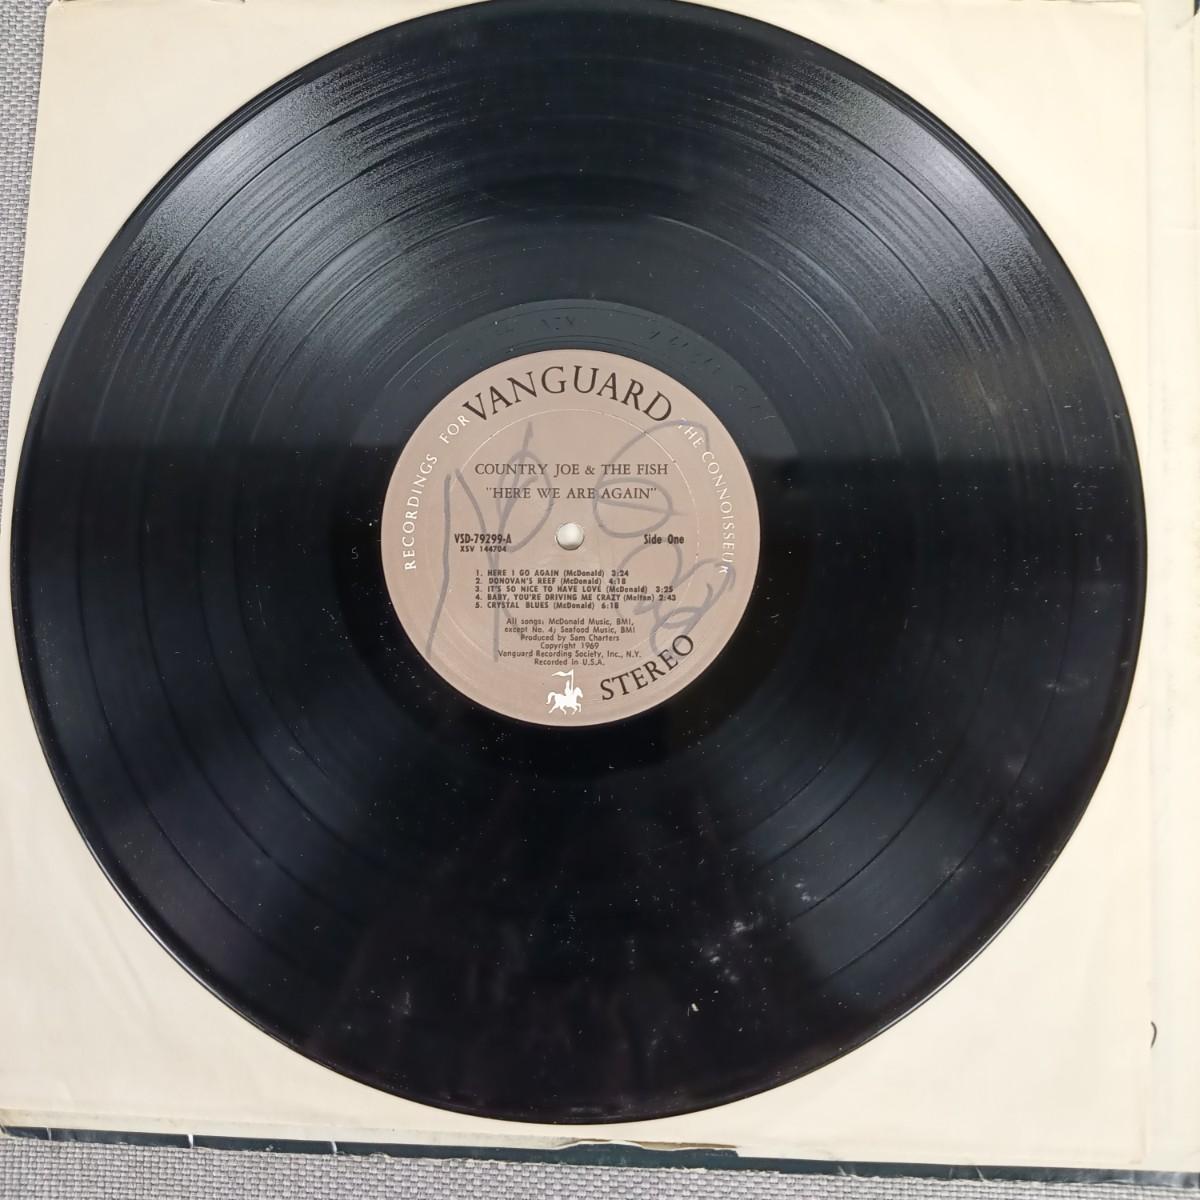 RECORDINGS FOR VANGUARD THE CONNOISSEUR
COUNTRY JOE & THE FISH
"HERE WE ARE AGAIN"
VSD-79299-A
XSV 144704
Side One
1. HERE I GO AGAIN (McDonald) 3:24
2. DONOVAN'S REEF (McDonald) 4:18
3. IT'S SO NICE TO HAVE LOVE (McDonald) 3:25
4. BABY, YOU'RE DRIVING ME CRAZY (Melton) 2:43
5. CRYSTAL BLUES (McDonald) 6:18
All songs: McDonald Music, BMI,
except No. 4; Seafood Music, BMI
Produced by Sam Charters
Copyright 1969
Vanguard Recording Society, Inc., N.Y.
Recorded in U.S.A.
STEREO